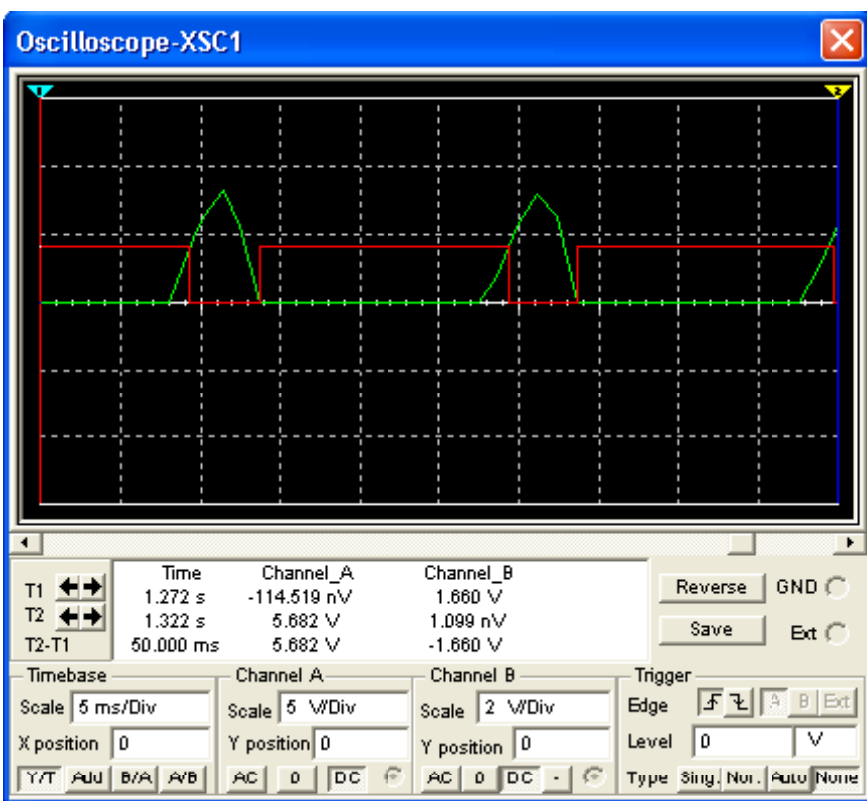 Oscilloscope-XSC1
1
2
Time Channel_A Channel_B
T1 1.272 s -114.519 nV 1.660 V
T2 1.322 s 5.682 V 1.099 nV
T2-T1 50.000 ms 5.682 V -1.660 V
Reverse GND
Save Ext
Timebase Channel A Channel B Trigger
Scale 5 ms/Div Scale 5 V/Div Scale 2 V/Div Edge A B Ext
X position 0 Y position 0 Y position 0 Level 0 V
Y/T Add B/A A/B AC 0 DC AC 0 DC - Type Sing. Nor. Auto None